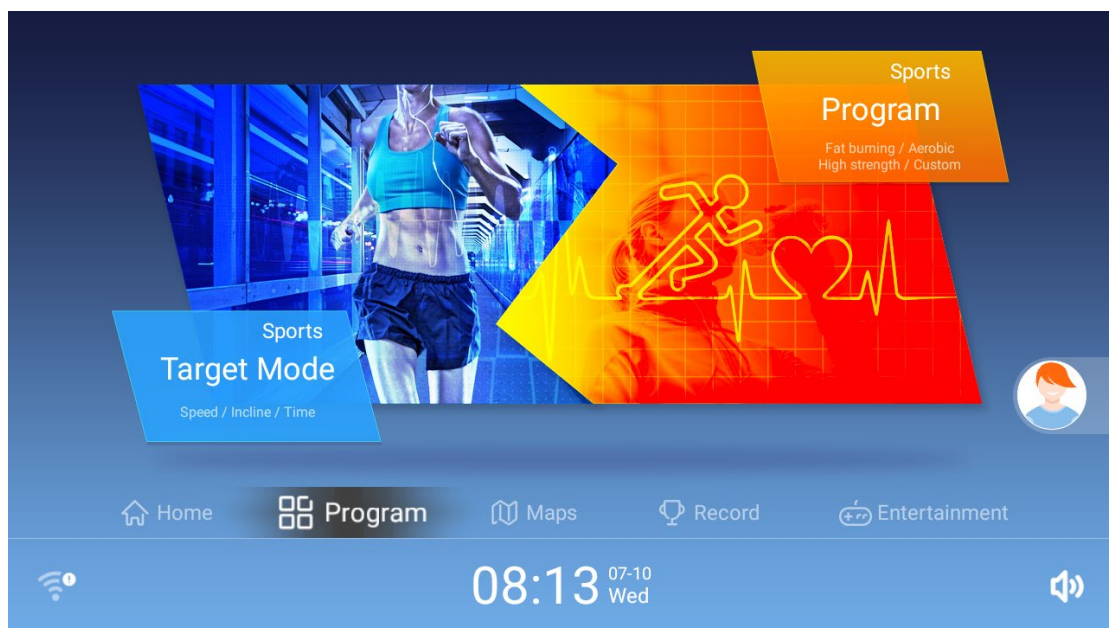 Sports
Program
Fat burning / Aerobic
High strength / Custom
Sports
Target Mode
Speed / Incline / Time
Home
Program
Maps
Record
Entertainment
08:13
07-10
Wed